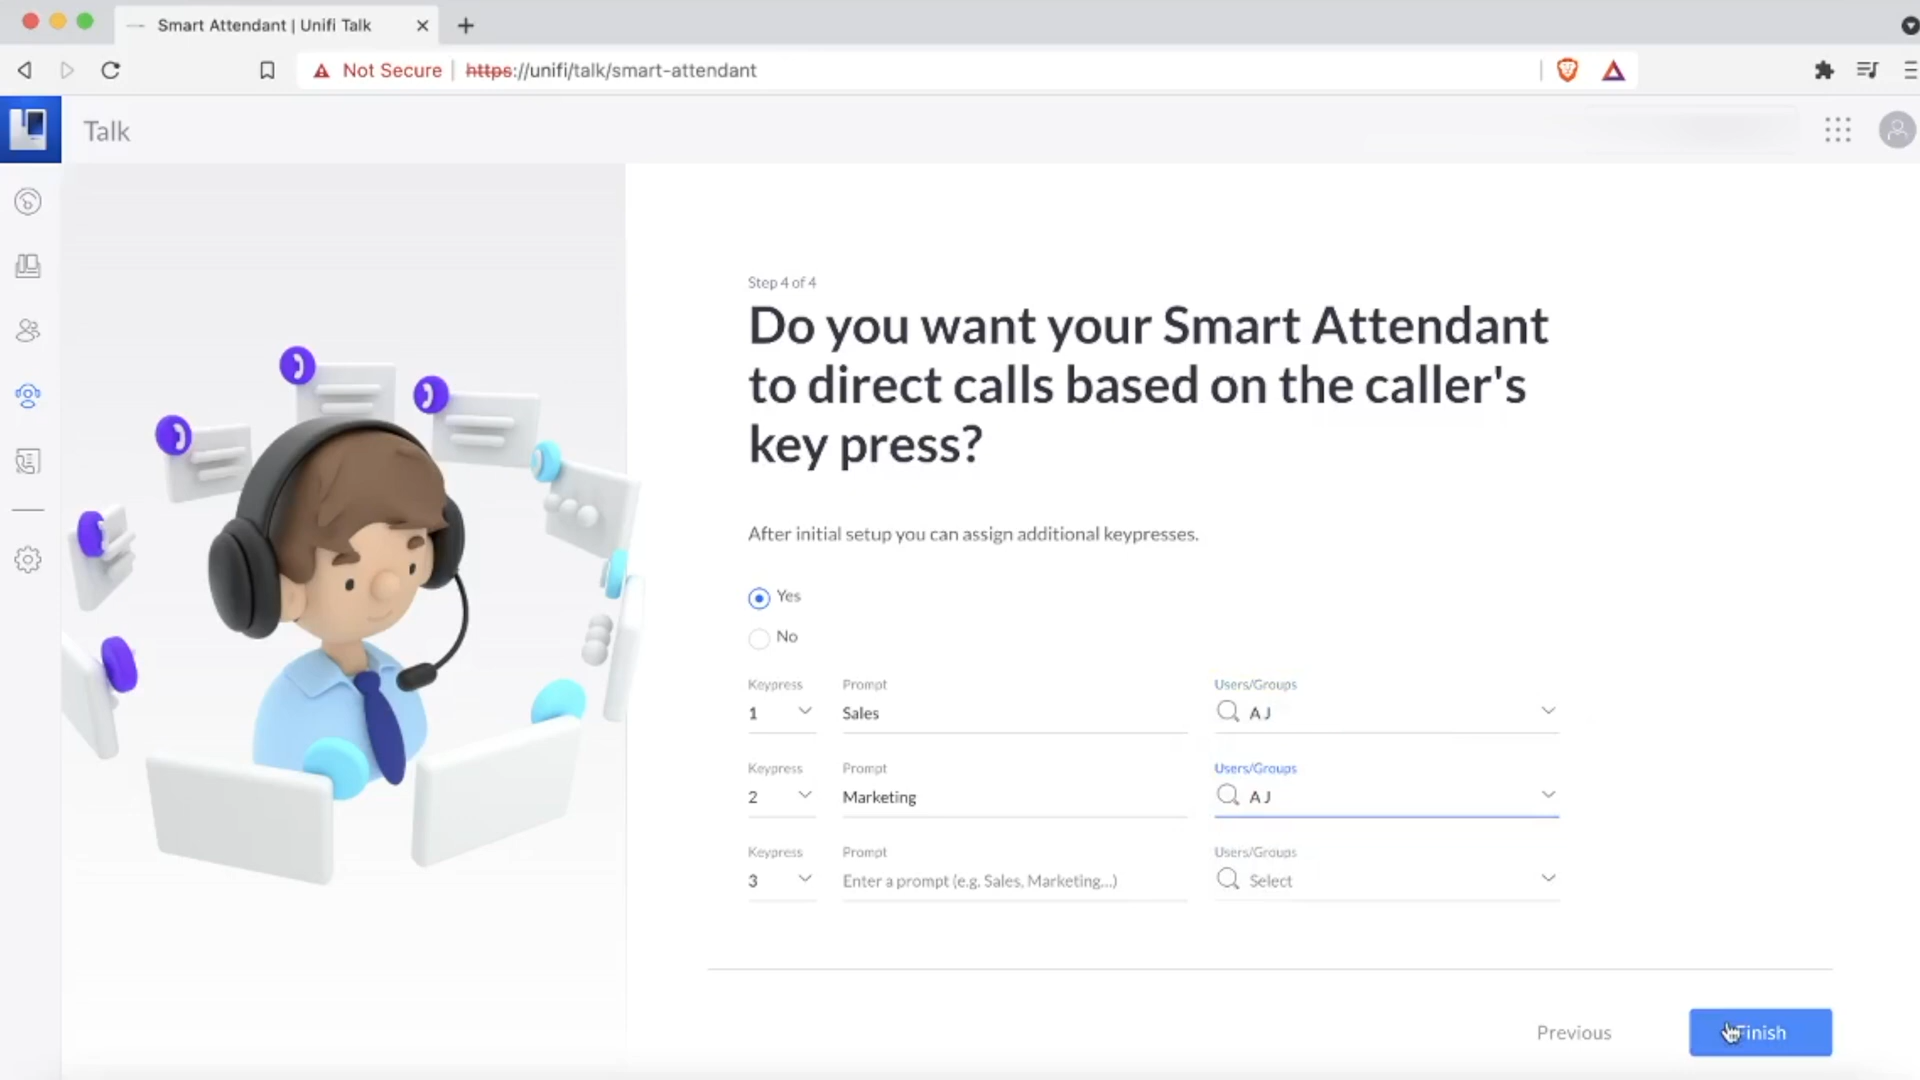 Smart Attendant | Unifi Talk
Not Secure
https://unifi/talk/smart-attendant
Talk
Step 4 of 4
Do you want your Smart Attendant
to direct calls based on the caller's
key press?
After initial setup you can assign additional keypresses.
Yes
No
Keypress Prompt Users/Groups
1 Sales A J
Keypress Prompt Users/Groups
2 Marketing A J
Keypress Prompt Users/Groups
3 Enter a prompt (e.g. Sales, Marketing...) Select
Previous Finish